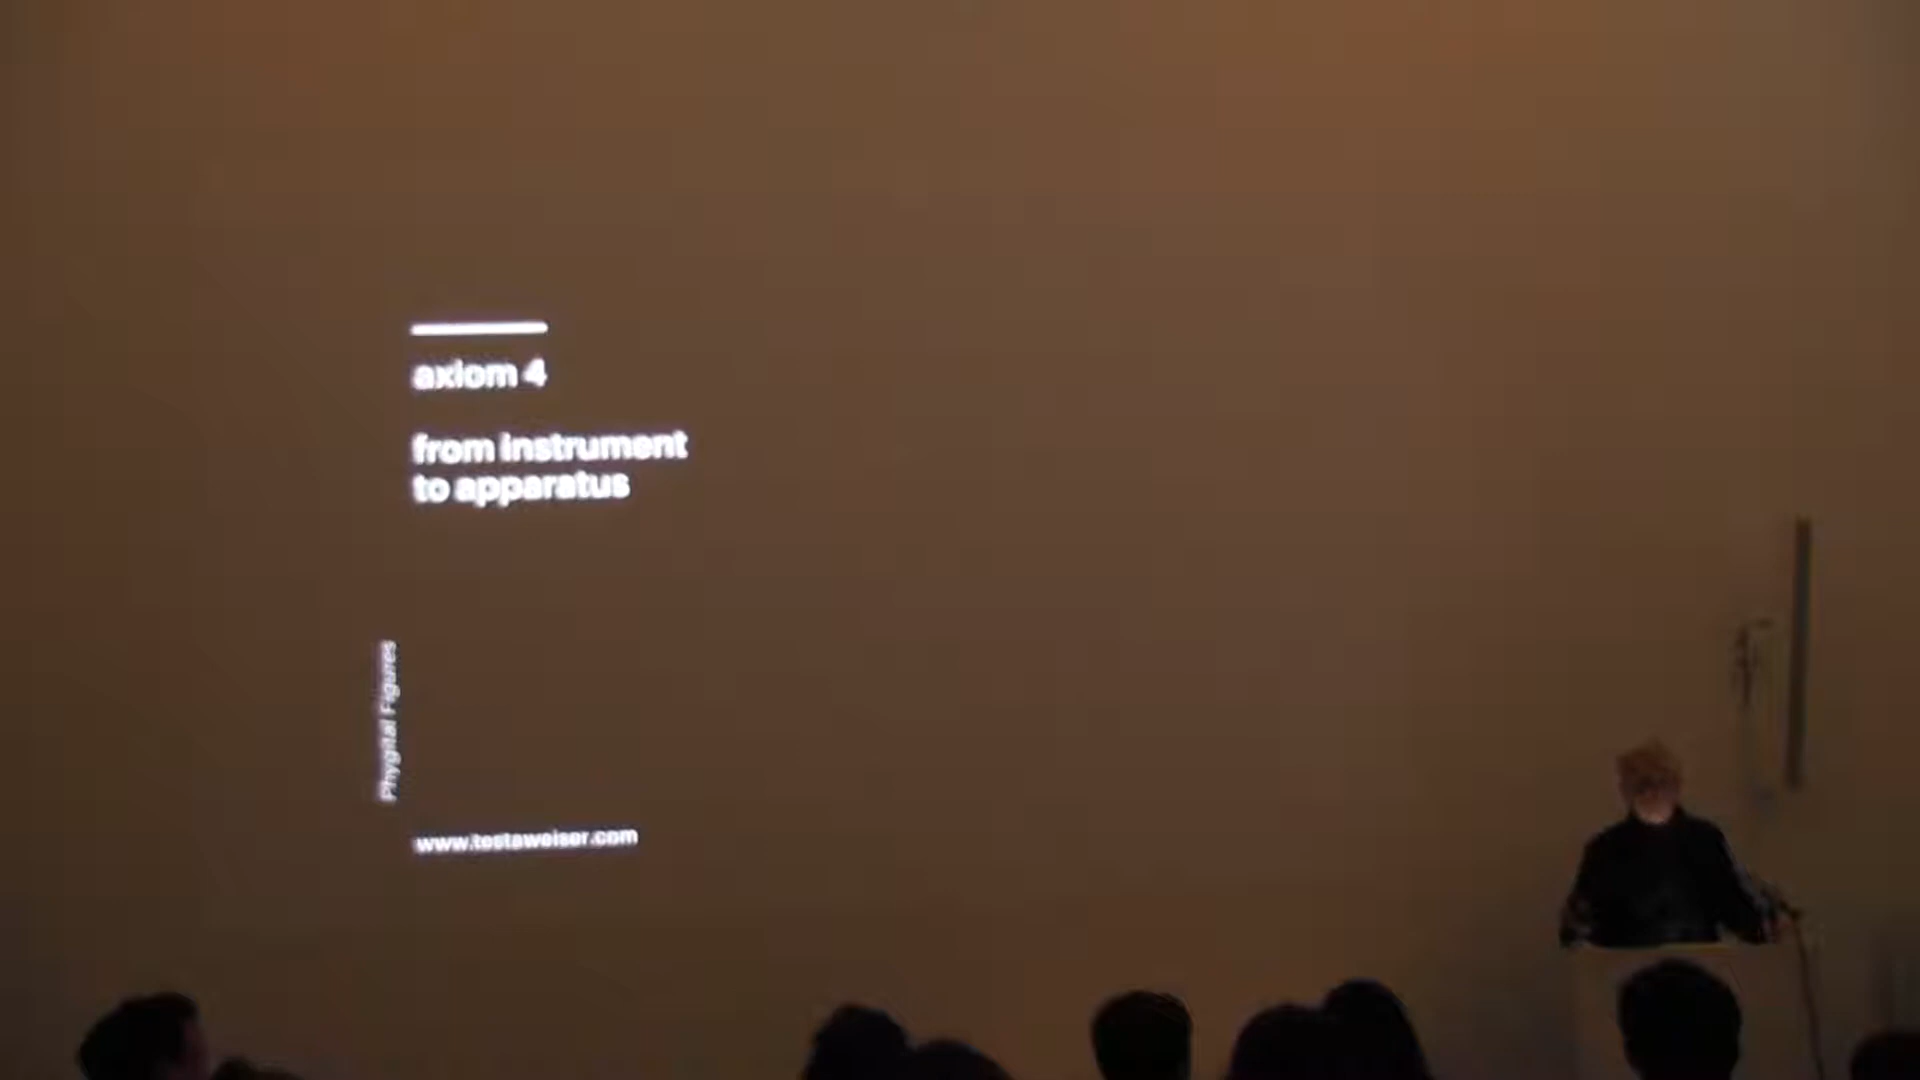 axiom 4
from instrument
to apparatus
Phygital Figures
www.testaweiser.com